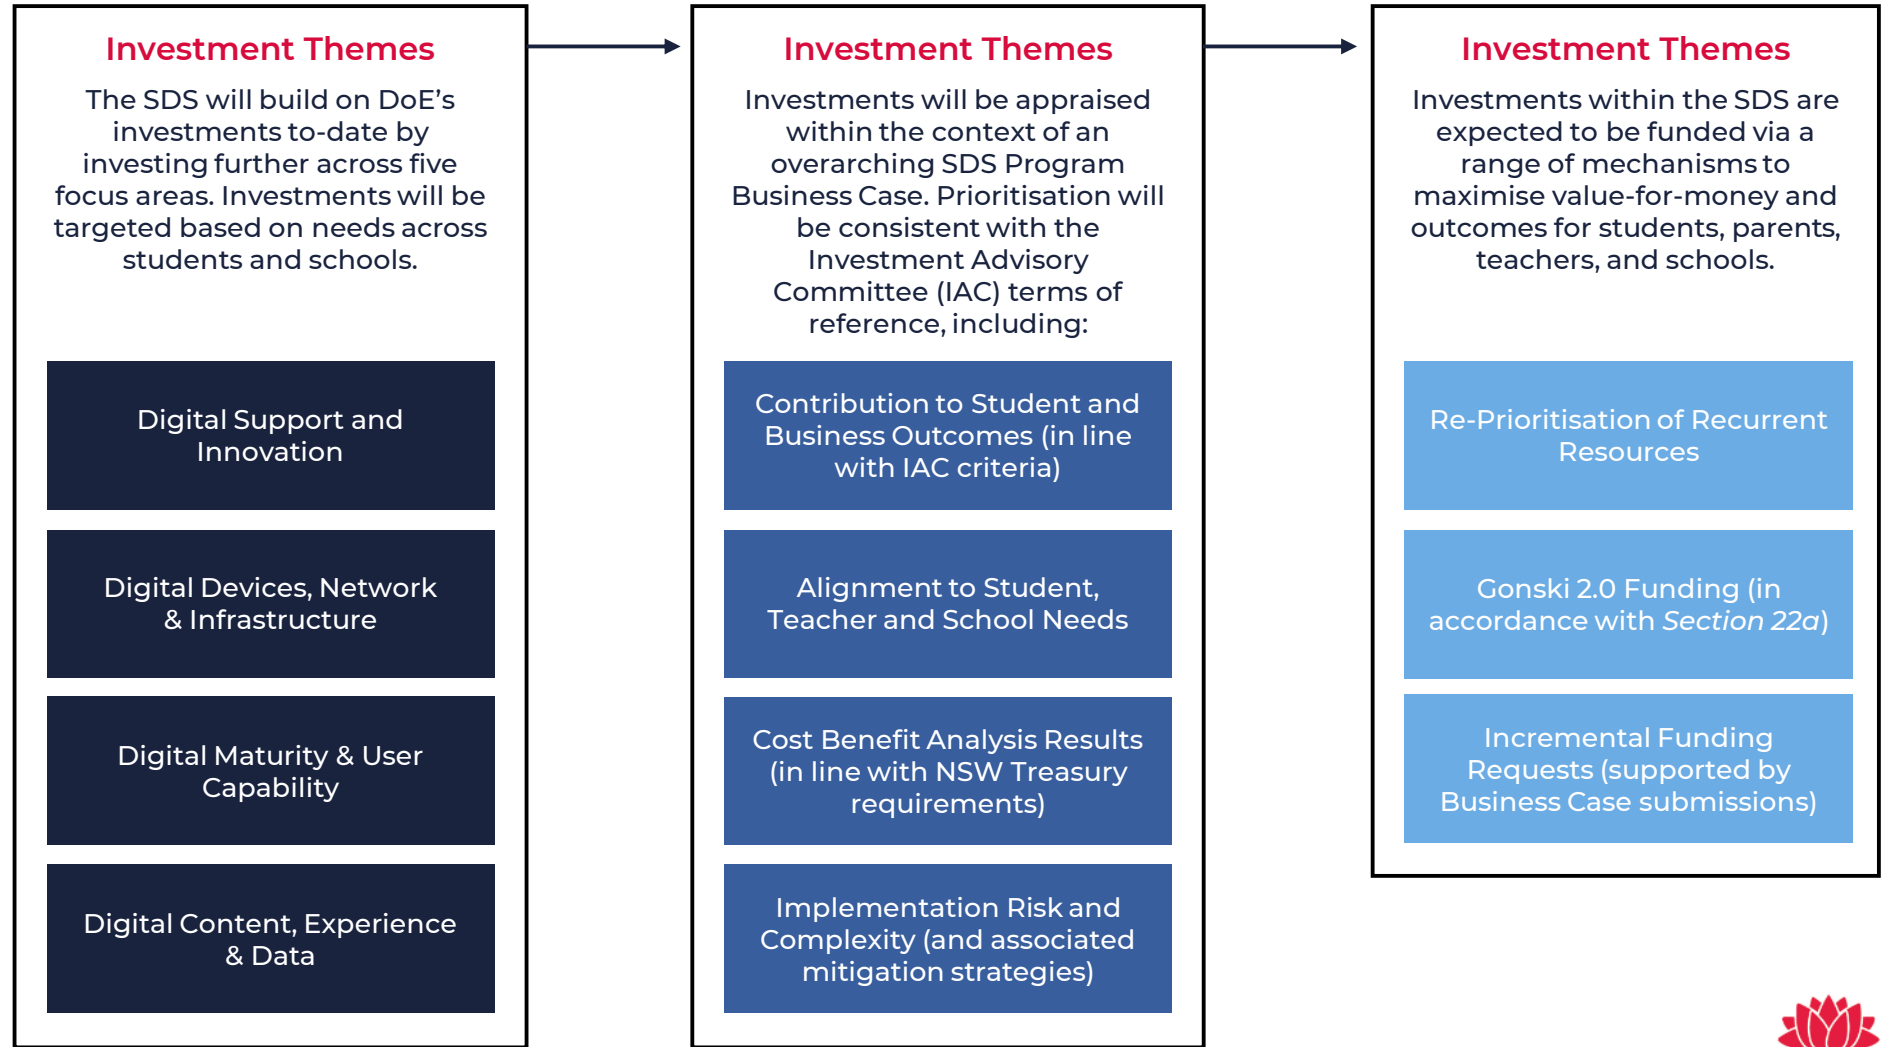 Investment Themes
The SDS will build on DoE's
investments to-date by
investing further across five
focus areas. Investments will be
targeted based on needs across
students and schools.
Digital Support and
Innovation
Digital Devices, Network
& Infrastructure
Digital Maturity & User
Capability
Digital Content, Experience
& Data
Investment Themes
Investments will be appraised
within the context of an
overarching SDS Program
Business Case. Prioritisation will
be consistent with the
Investment Advisory
Committee (IAC) terms of
reference, including:
Contribution to Student and
Business Outcomes (in line
with IAC criteria)
Alignment to Student,
Teacher and School Needs
Cost Benefit Analysis Results
(in line with NSW Treasury
requirements)
Implementation Risk and
Complexity (and associated
mitigation strategies)
Investment Themes
Investments within the SDS are
expected to be funded via a
range of mechanisms to
maximise value-for-money and
outcomes for students, parents,
teachers, and schools.
Re-Prioritisation of Recurrent
Resources
Gonski 2.0 Funding (in
accordance with Section 22a)
Incremental Funding
Requests (supported by
Business Case submissions)